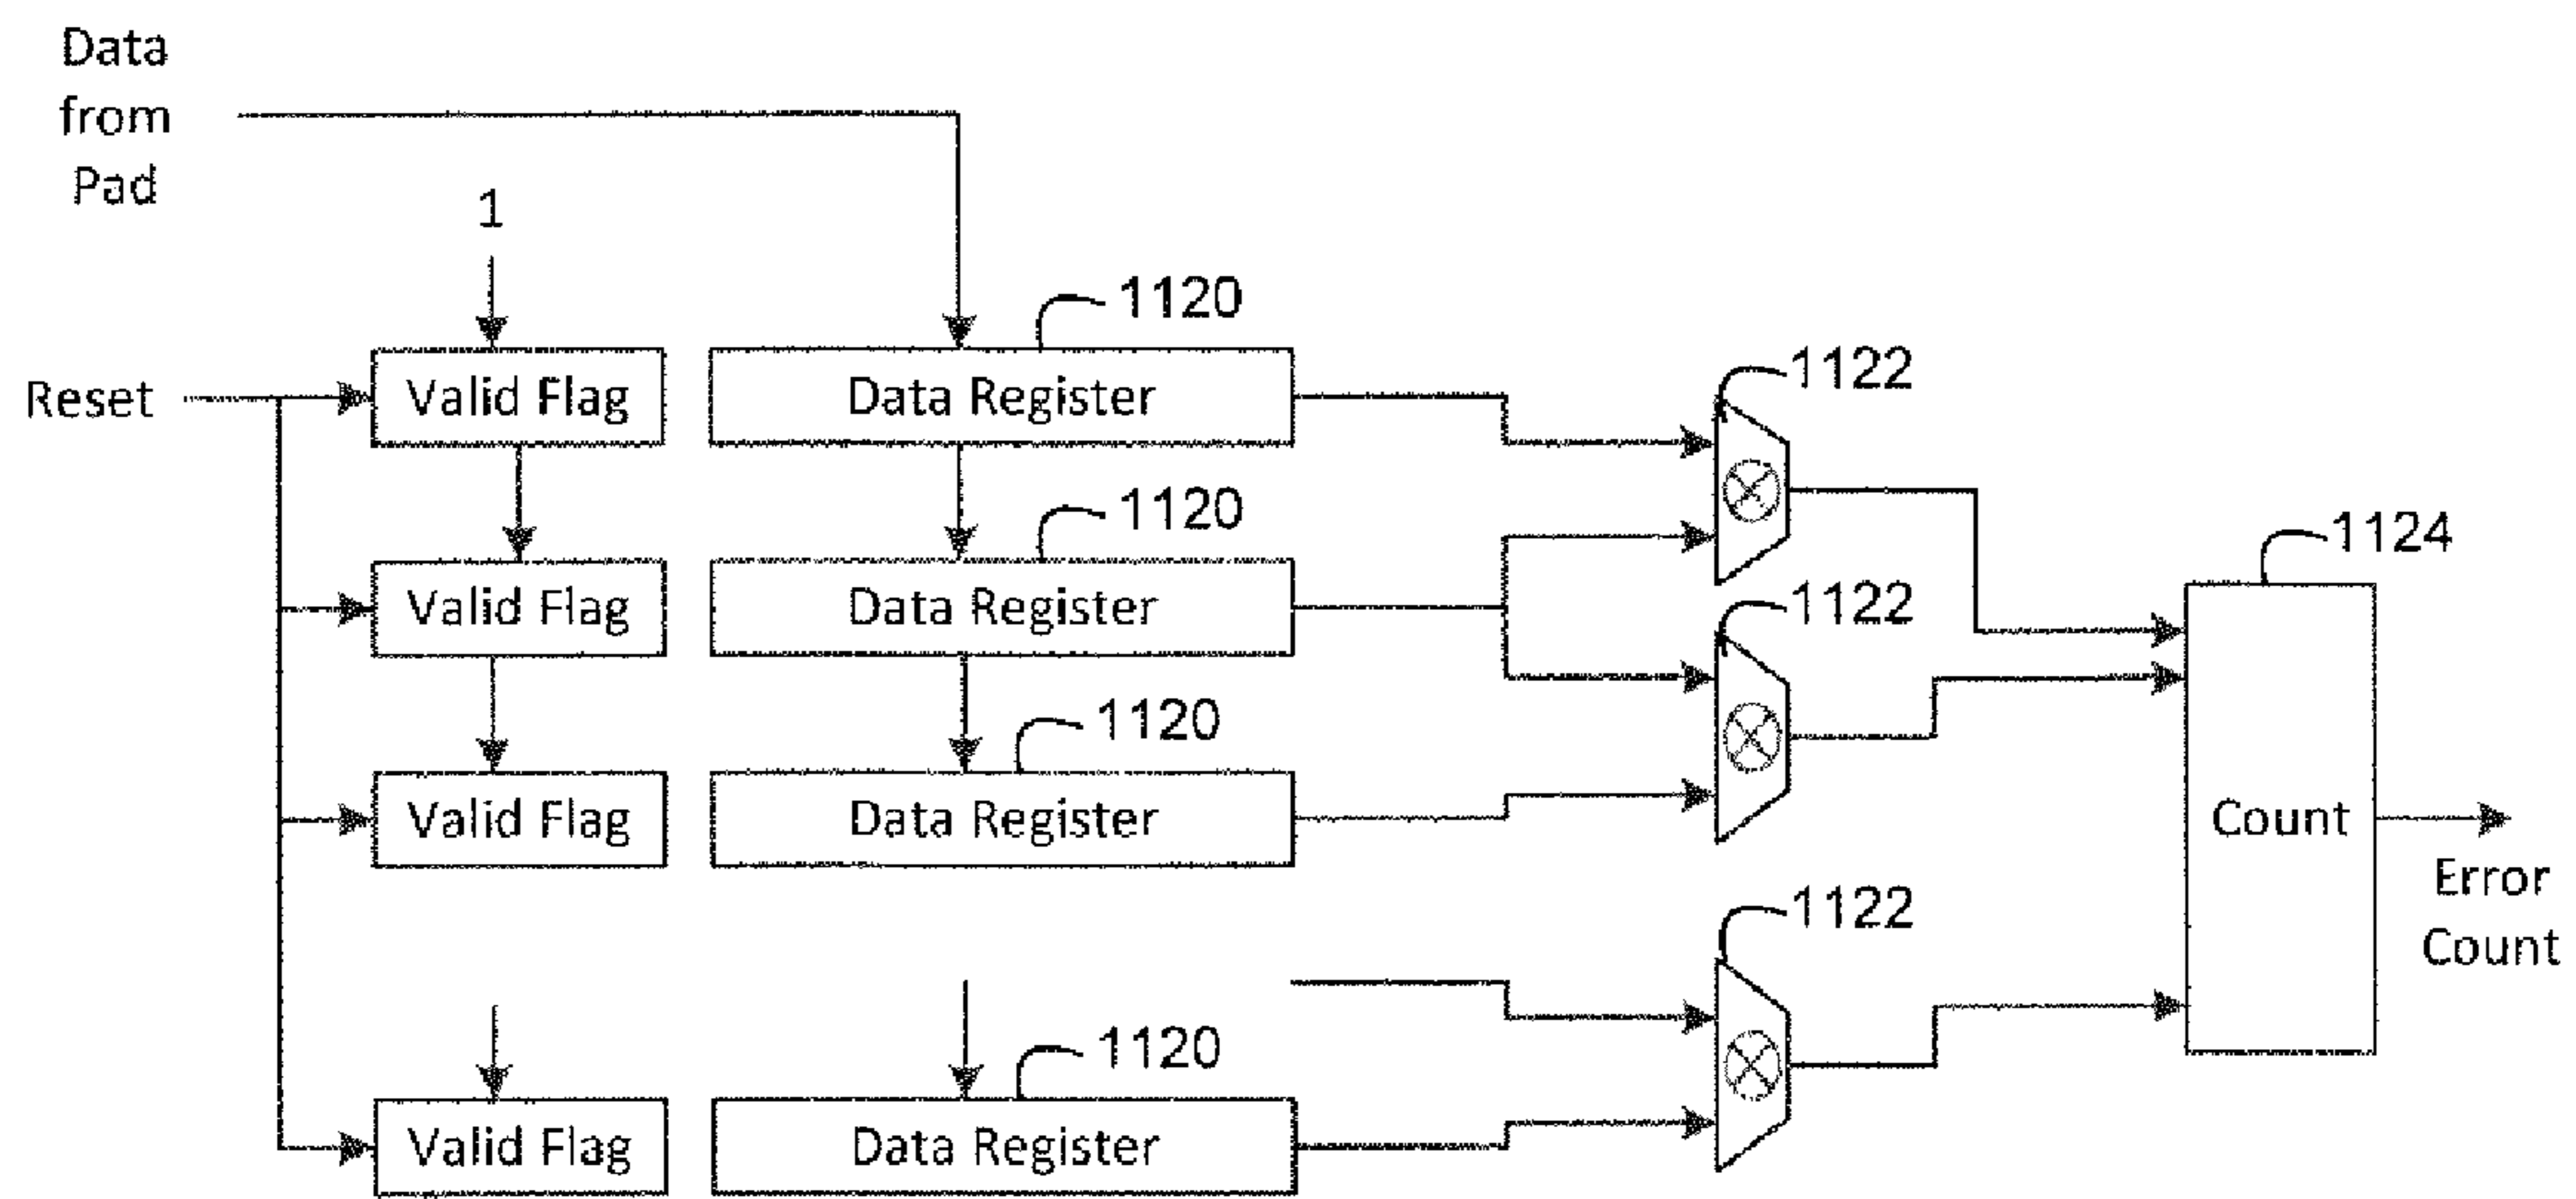 Data
from
Pad
1
1120
1122
Reset
Valid Flag
Data Register
1120
1124
Valid Flag
Data Register
1122
1120
Valid Flag
Data Register
Count
Error
Count
1122
1120
Valid Flag
Data Register